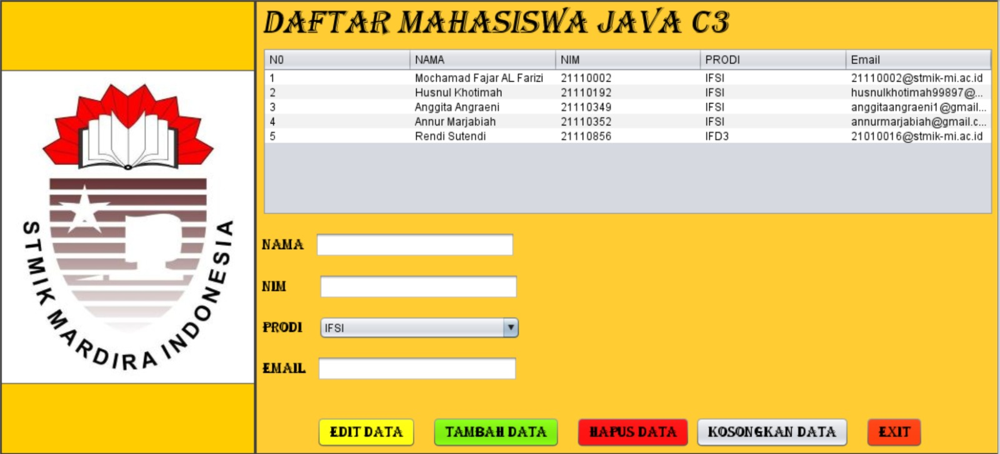 DAFTAR MAHASISWA JAVA C3
N0 NAMA NIM PRODI Email
1 Mochamad Fajar AL Farizi 21110002 IFSI 21110002@stmik-mi.ac.id
2 Husnul Khotimah 21110192 IFSI husnulkhotimah99897@...
3 Anggita Angraeni 21110349 IFSI anggitaangraeni1@gmail...
4 Annur Marjabiah 21110352 IFSI annurmarjabiah@gmail.c...
5 Rendi Sutendi 21110856 IFD3 21010016@stmik-mi.ac.id
STMIK MARDIRA INDONESIA
NAMA
NIM
PRODI IFSI
EMAIL
EDIT DATA TAMBAH DATA HAPUS DATA KOSONGKAN DATA EXIT